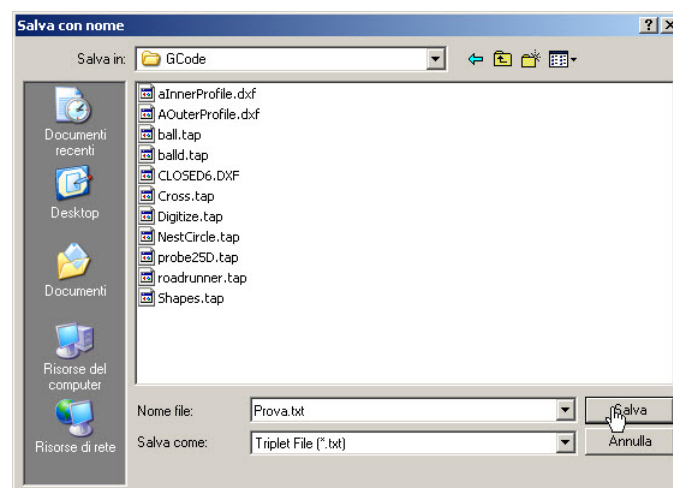 Salva con nome
Salva in: GCode
Documenti recenti
Desktop
Documenti
Risorse del computer
Risorse di rete
aInnerProfile.dxf
AOuterProfile.dxf
ball.tap
balld.tap
CLOSED6.DXF
Cross.tap
Digitize.tap
NestCircle.tap
probe25D.tap
roadrunner.tap
Shapes.tap
Nome file: Prova.txt Salva
Salva come: Triplet File (*.txt) Annulla